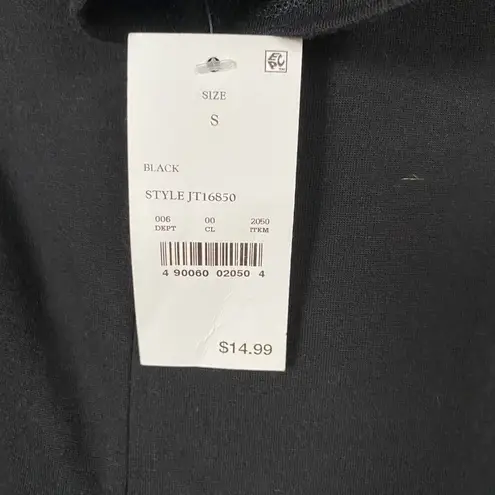 SIZE
S
BLACK
STYLE JT16850
006 00 2050
DEPT CL ITEM
4 90060 02050 4
$14.99